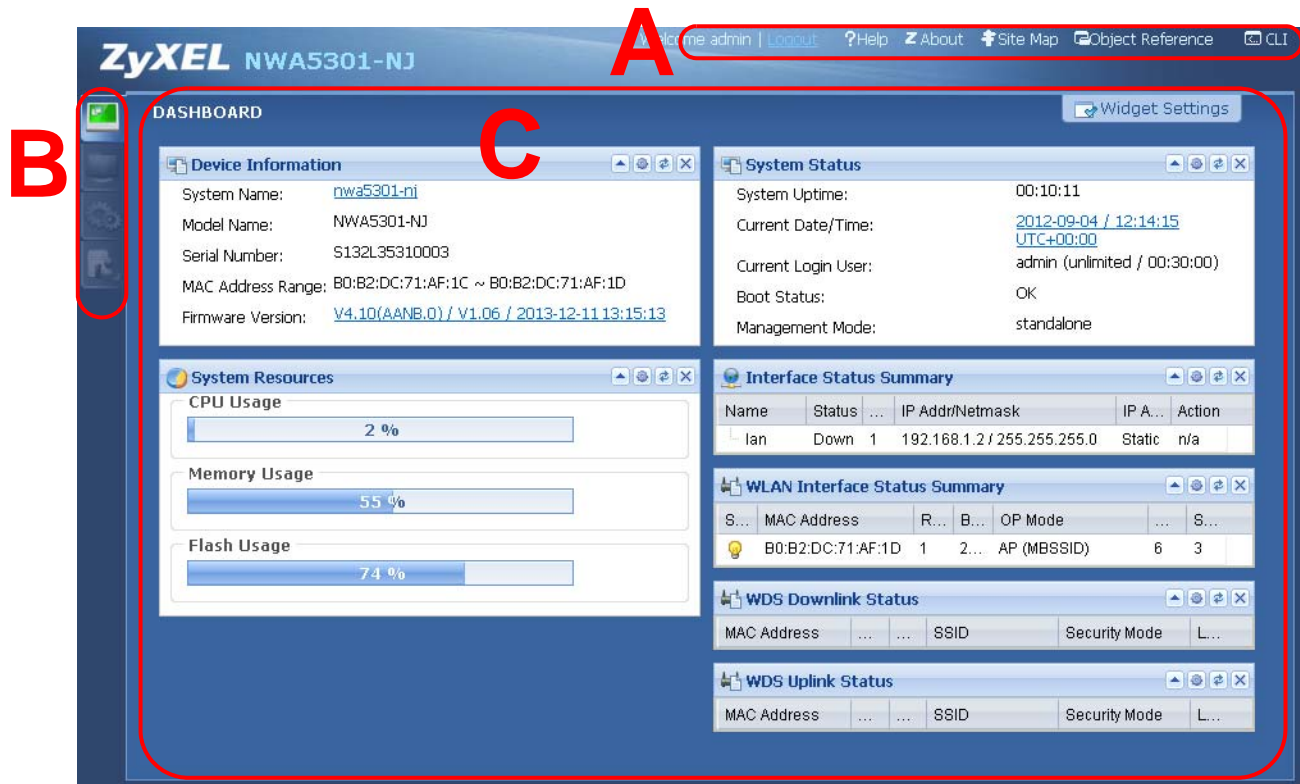 A
Welcome admin | Logout ?Help Z About Site Map Object Reference CLI
ZyXEL NWA5301-NJ
B
C
DASHBOARD
Widget Settings
Device Information
System Name: nwa5301-nj
Model Name: NWA5301-NJ
Serial Number: S132L35310003
MAC Address Range: B0:B2:DC:71:AF:1C ~ B0:B2:DC:71:AF:1D
Firmware Version: V4.10(AANB.0) / V1.06 / 2013-12-11 13:15:13
System Status
System Uptime: 00:10:11
Current Date/Time: 2012-09-04 / 12:14:15
UTC+00:00
Current Login User: admin (unlimited / 00:30:00)
Boot Status: OK
Management Mode: standalone
System Resources
CPU Usage
2 %
Memory Usage
55 %
Flash Usage
74 %
Interface Status Summary
Name Status ... IP Addr/Netmask IP A... Action
lan Down 1 192.168.1.2 / 255.255.255.0 Static n/a
WLAN Interface Status Summary
S... MAC Address R... B... OP Mode ... S...
B0:B2:DC:71:AF:1D 1 2... AP (MBSSID) 6 3
WDS Downlink Status
MAC Address ... ... SSID Security Mode L...
WDS Uplink Status
MAC Address ... ... SSID Security Mode L...